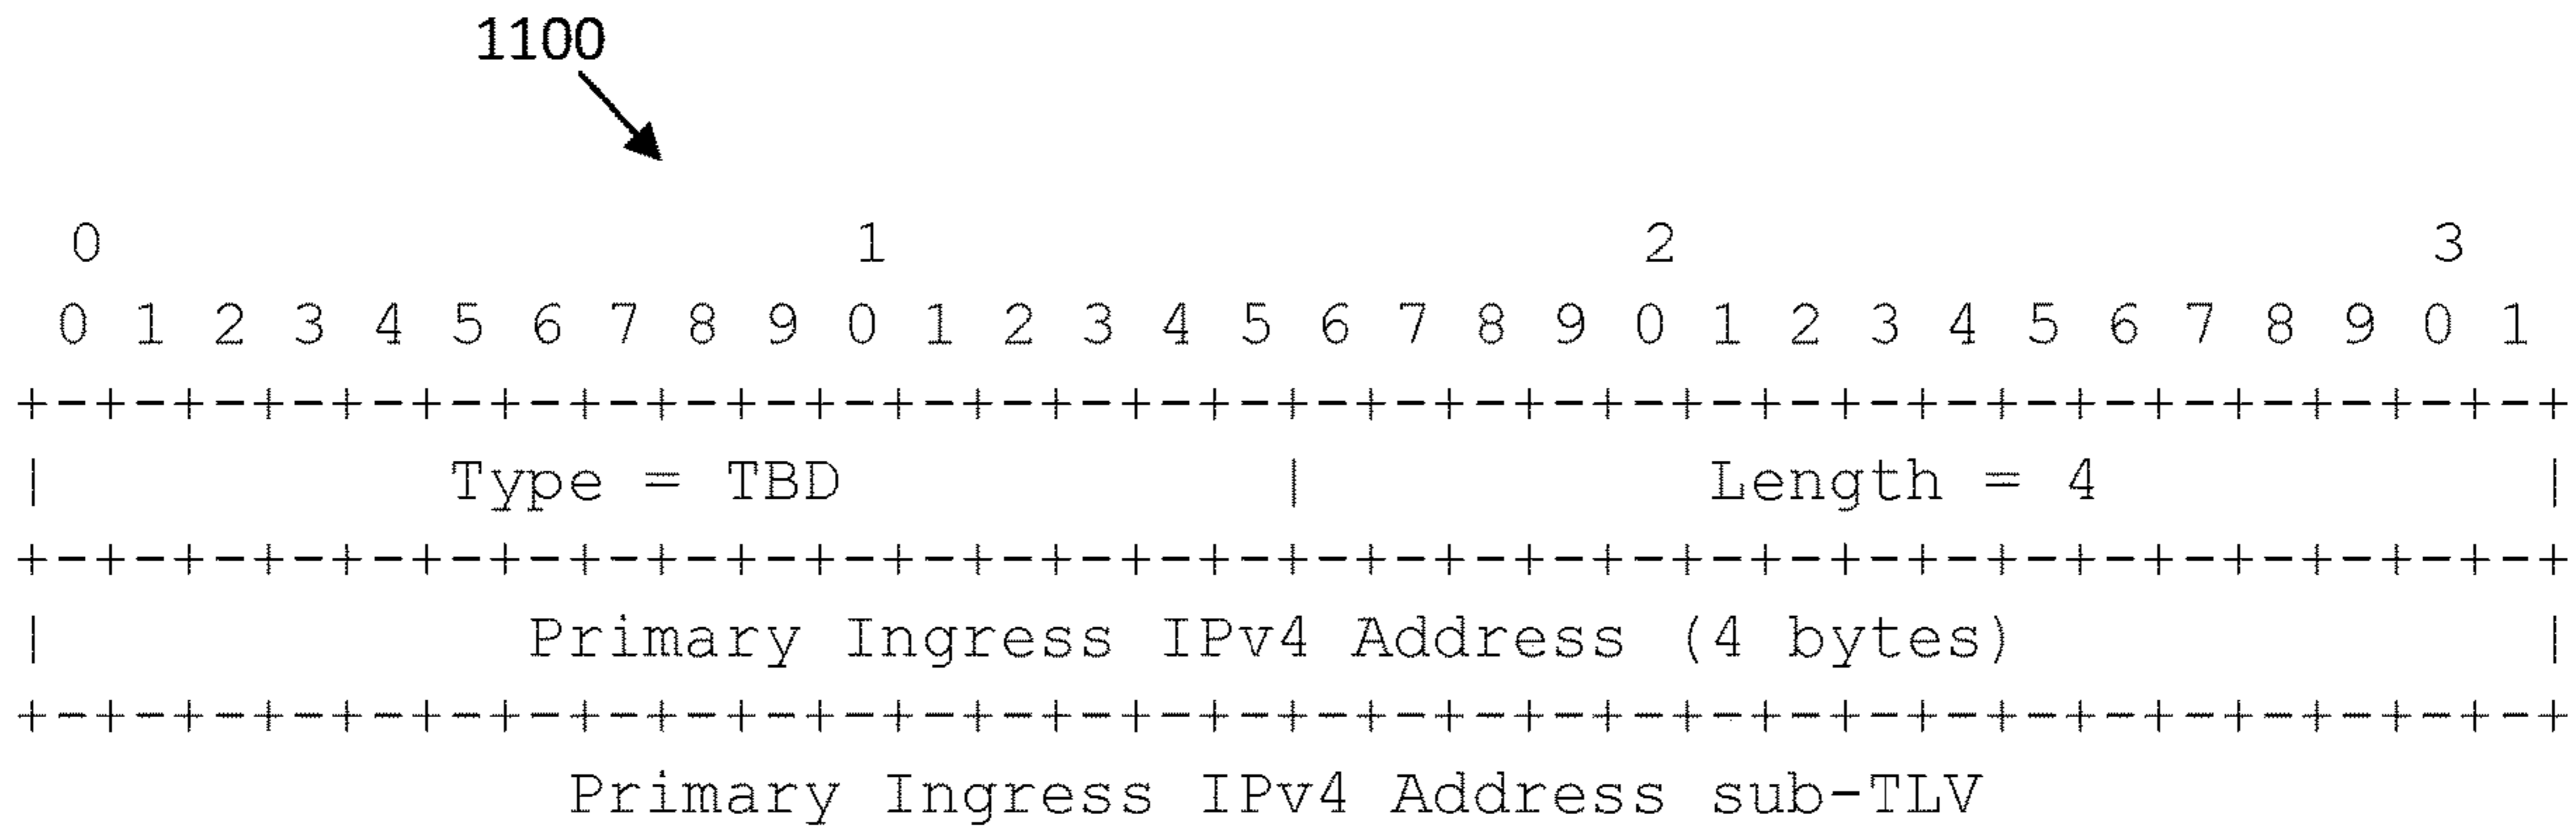 1100
0 1 2 3
0 1 2 3 4 5 6 7 8 9 0 1 2 3 4 5 6 7 8 9 0 1 2 3 4 5 6 7 8 9 0 1
+-+-+-+-+-+-+-+-+-+-+-+-+-+-+-+-+-+-+-+-+-+-+-+-+-+-+-+-+-+-+-+-+
| Type = TBD | Length = 4 |
+-+-+-+-+-+-+-+-+-+-+-+-+-+-+-+-+-+-+-+-+-+-+-+-+-+-+-+-+-+-+-+-+
| Primary Ingress IPv4 Address (4 bytes) |
+-+-+-+-+-+-+-+-+-+-+-+-+-+-+-+-+-+-+-+-+-+-+-+-+-+-+-+-+-+-+-+-+
Primary Ingress IPv4 Address sub-TLV